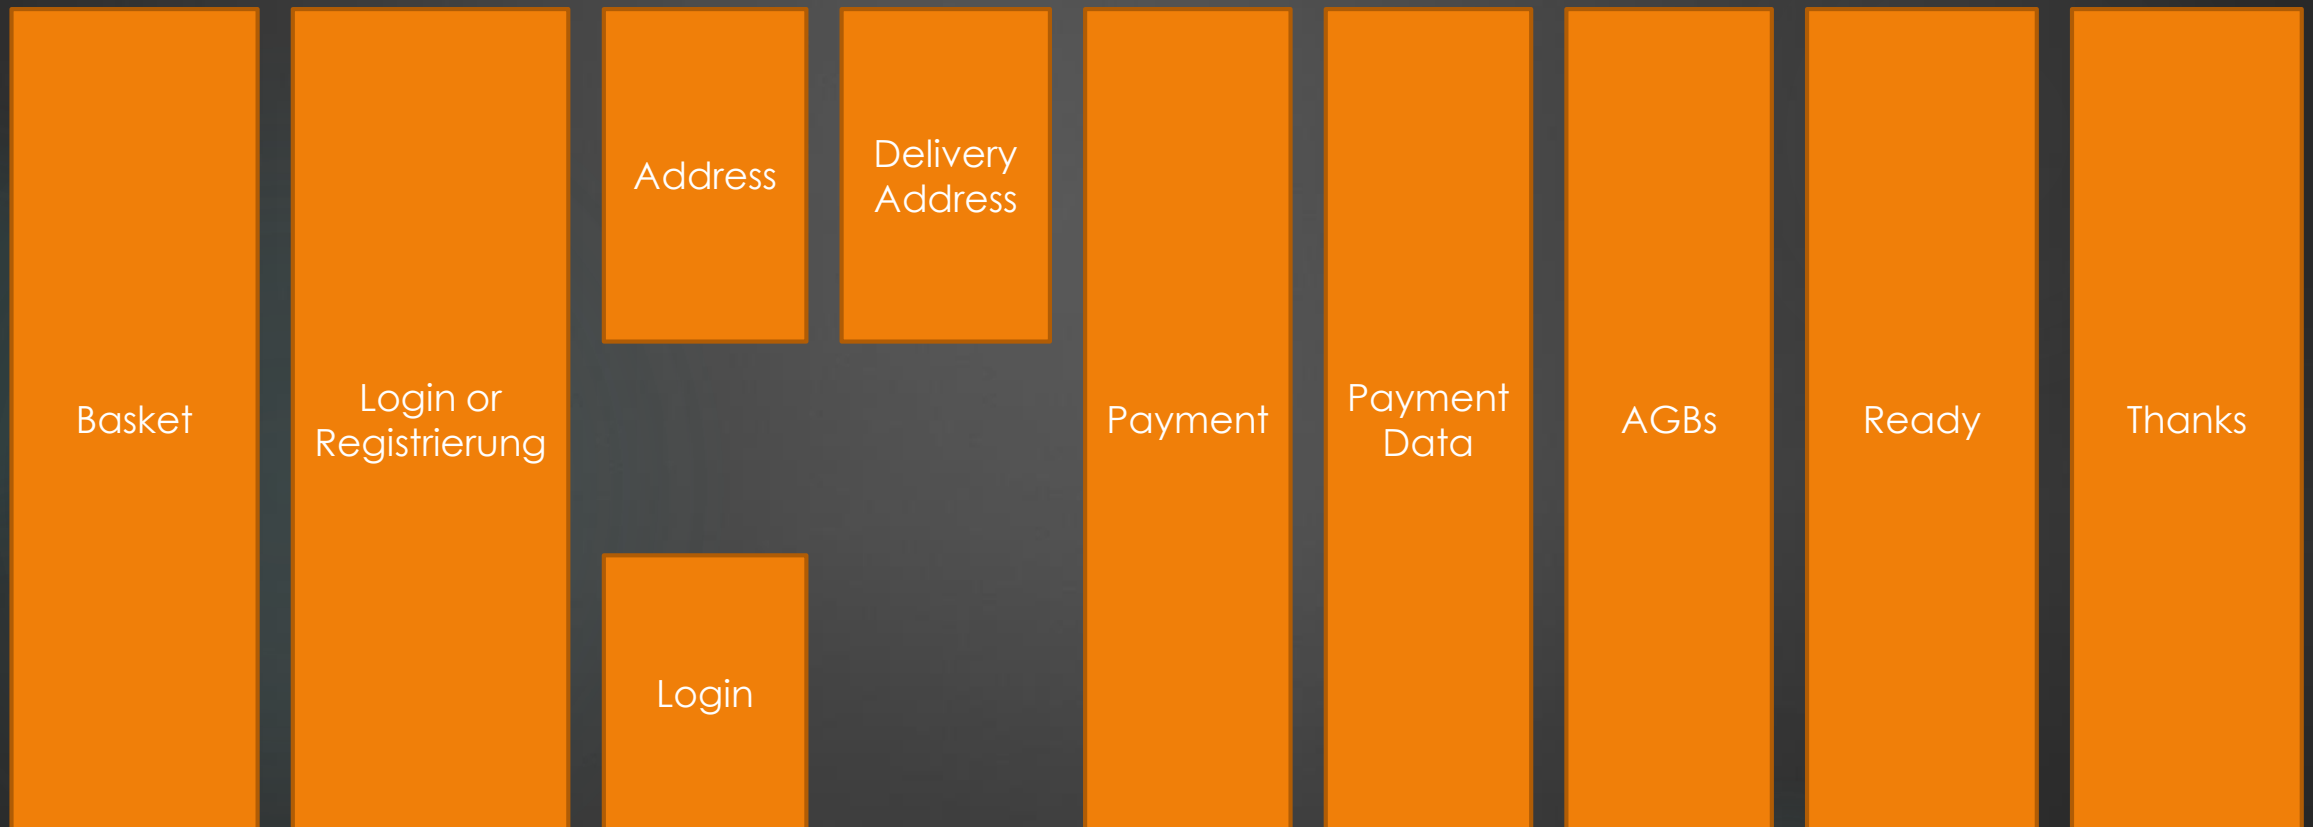 Basket
Login or
Registrierung
Address
Delivery
Address
Login
Payment
Payment
Data
AGBs
Ready
Thanks